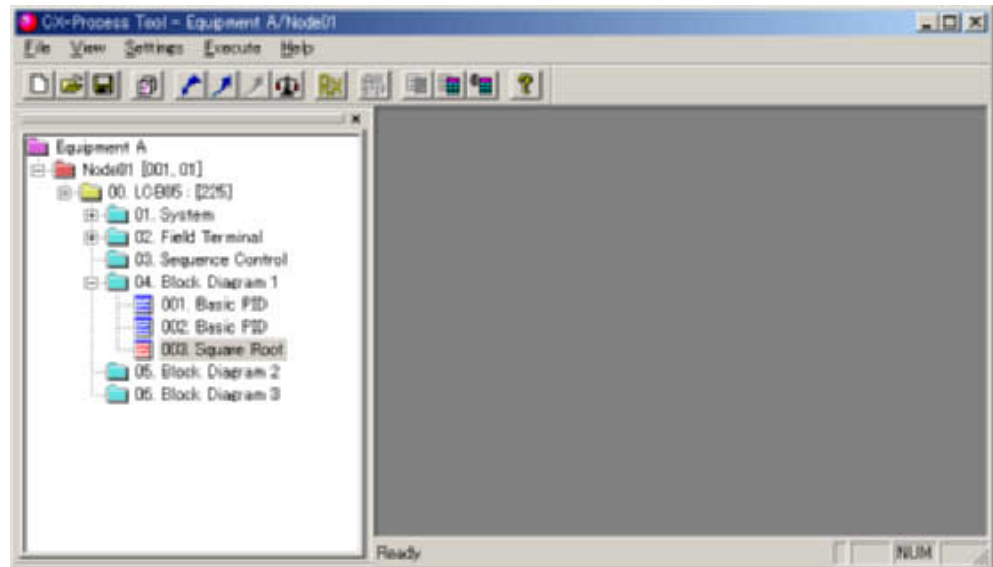 CX-Process Tool - Equipment A/Node01
File View Settings Execute Help
Equipment A
Node01 [001, 01]
00. LCB05 : [225]
01. System
02. Field Terminal
03. Sequence Control
04. Block Diagram 1
001. Basic PID
002. Basic PID
003. Square Root
05. Block Diagram 2
06. Block Diagram 3
Ready NUM